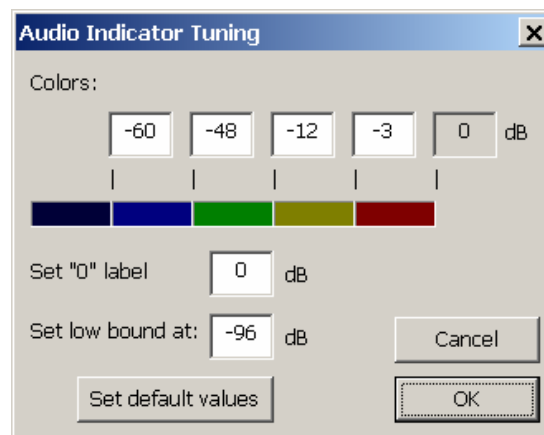 Audio Indicator Tuning
Colors:
-60 -48 -12 -3 0 dB
Set "0" label 0 dB
Set low bound at: -96 dB
Cancel
Set default values OK